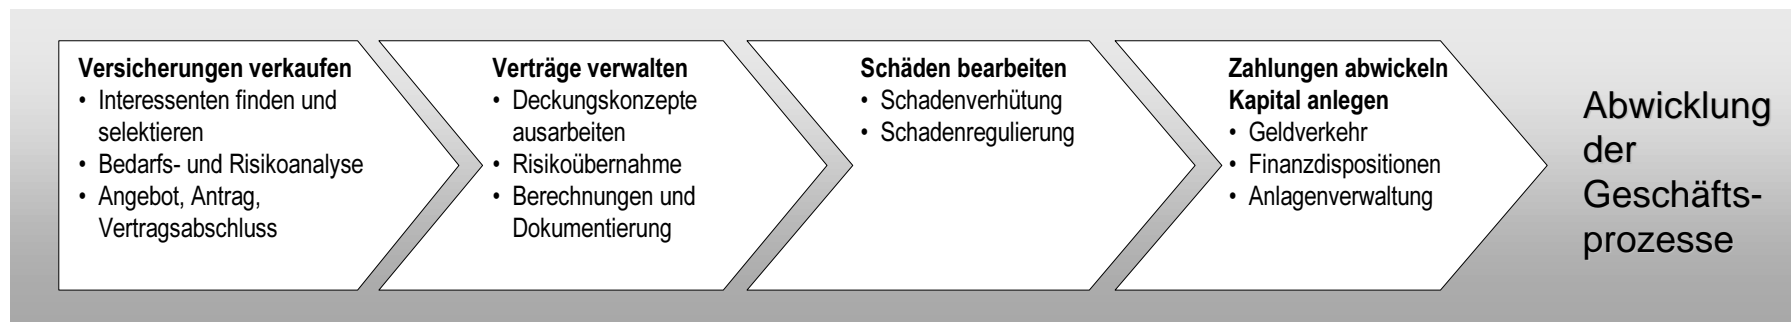 Versicherungen verkaufen
• Interessenten finden und
selektieren
• Bedarfs- und Risikoanalyse
• Angebot, Antrag,
Vertragsabschluss
Verträge verwalten
• Deckungskonzepte
ausarbeiten
• Risikoübernahme
• Berechnungen und
Dokumentierung
Schäden bearbeiten
• Schadenverhütung
• Schadenregulierung
Zahlungen abwickeln
Kapital anlegen
• Geldverkehr
• Finanzdispositionen
• Anlagenverwaltung
Abwicklung
der
Geschäfts-
prozesse